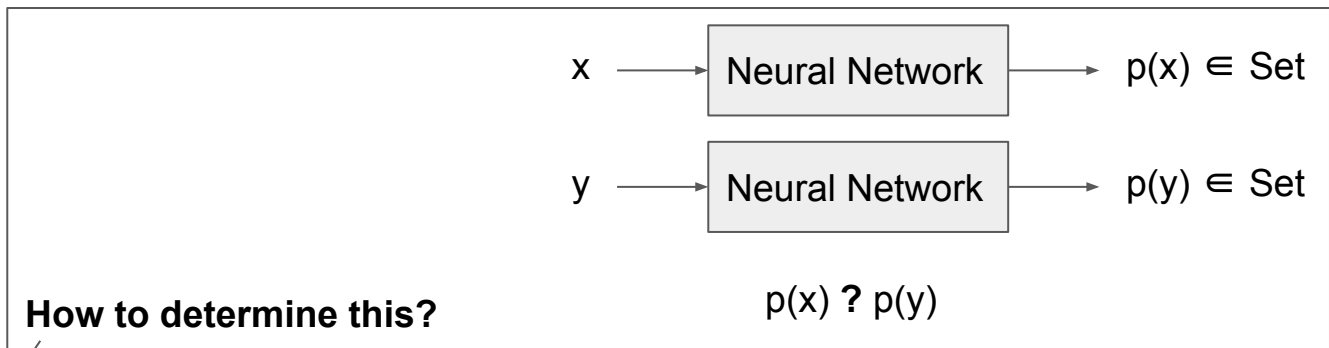 x Neural Network p(x) ∈ Set
y Neural Network p(y) ∈ Set
p(x) ? p(y)
How to determine this?